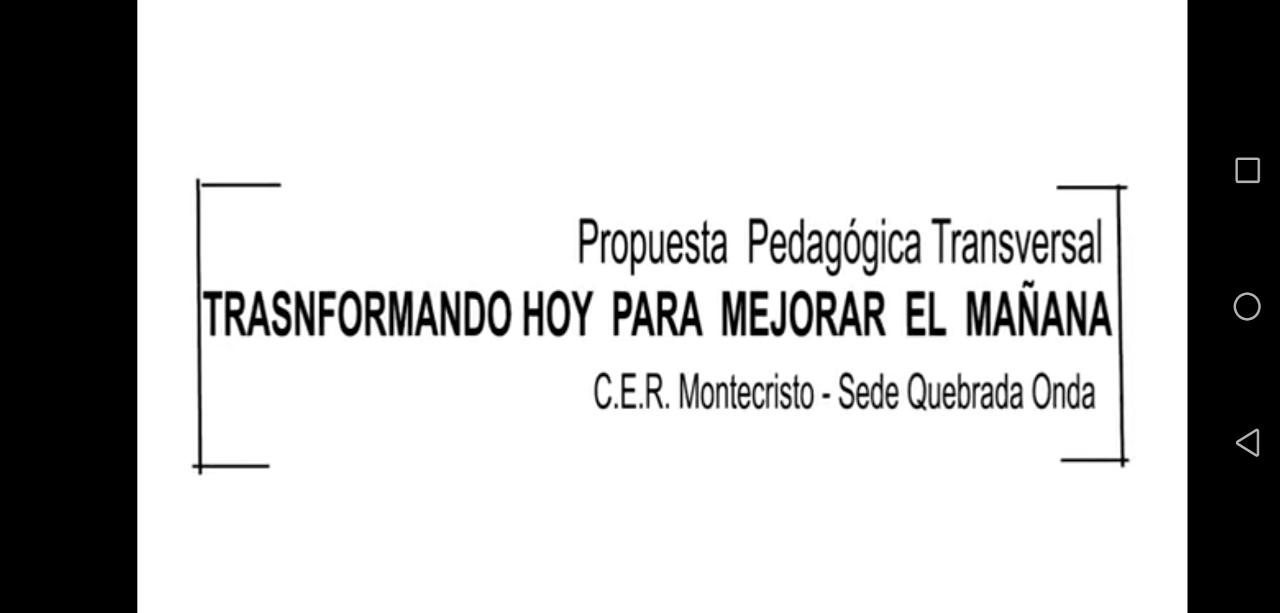 Propuesta Pedagógica Transversal
TRASNFORMANDO HOY PARA MEJORAR EL MAÑANA
C.E.R. Montecristo - Sede Quebrada Onda